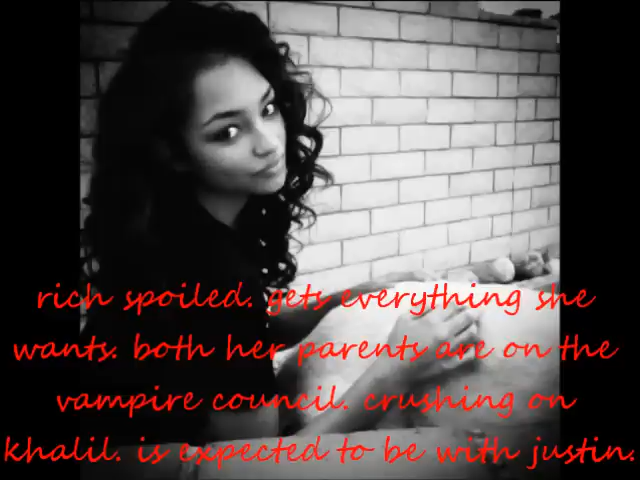 rich spoiled. gets everything she
wants. both her parents are on the
vampire council. crushing on
khalil. is expected to be with justin.